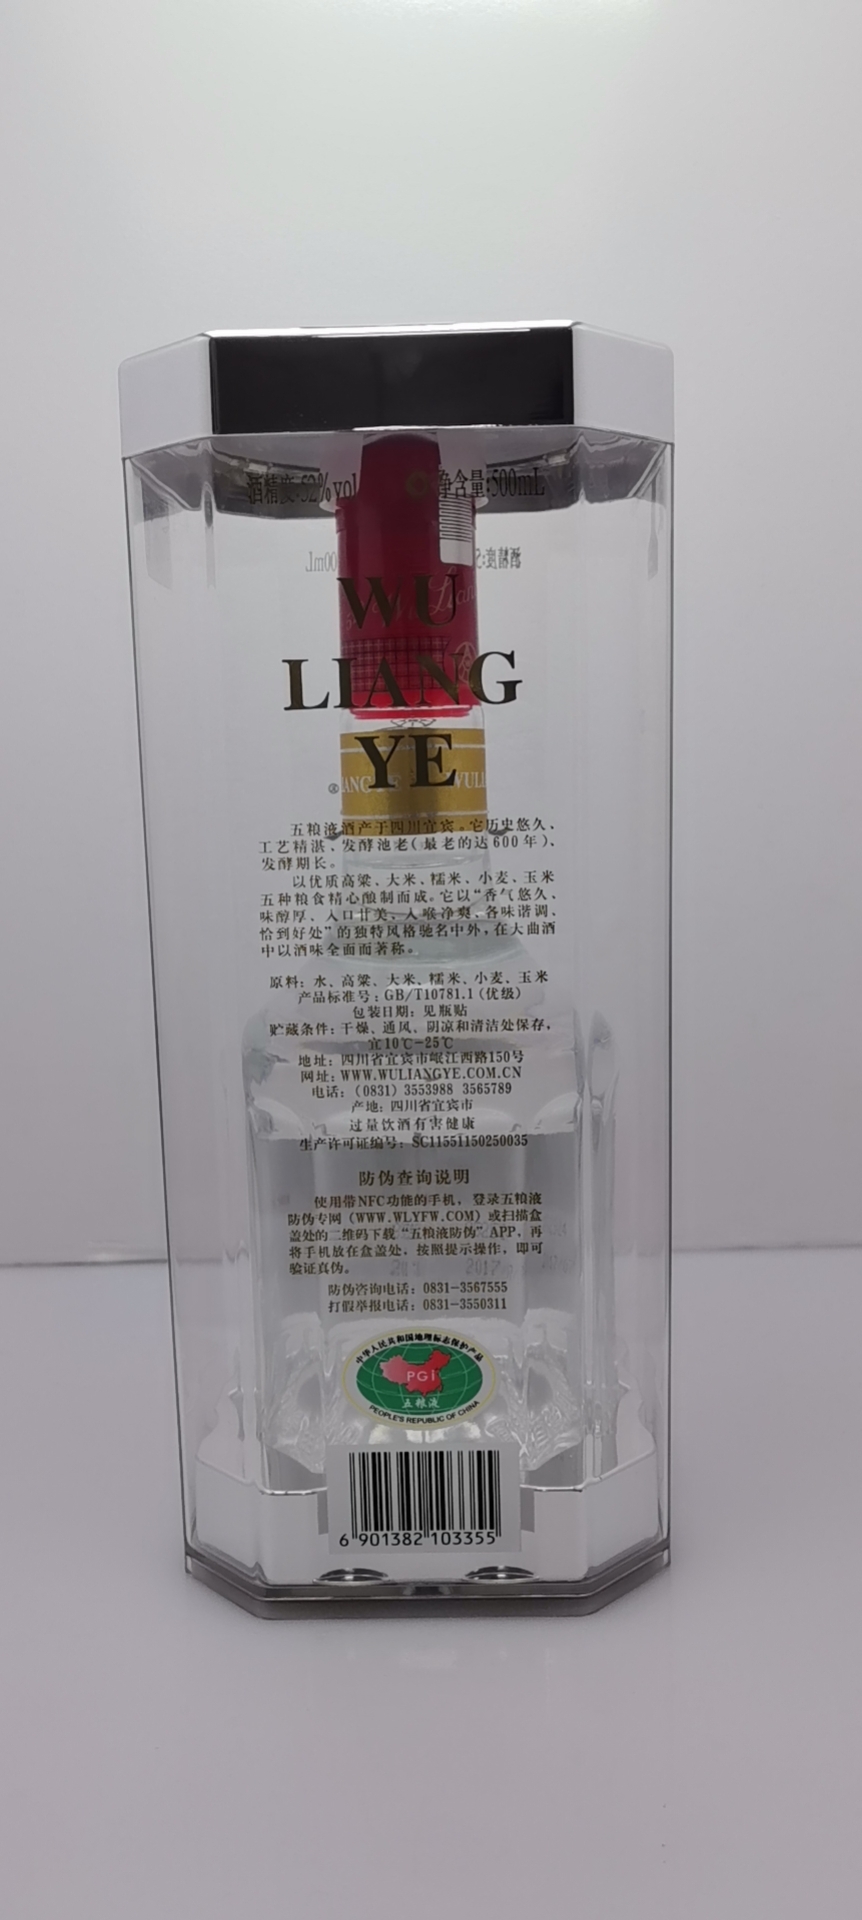 酒精度:52%vol 净含量:500mL
WU
LIANG
YE
五粮液酒产于四川宜宾。它历史悠久、
工艺精湛、发酵池老(最老的达600年)、
发酵期长。
以优质高粱、大米、糯米、小麦、玉米
五种粮食精心酿制而成。它以“香气悠久、
味醇厚、入口甘美、入喉净爽、各味谐调、
恰到好处”的独特风格驰名中外,在大曲酒
中以酒味全面而著称。
原料: 水、高粱、大米、糯米、小麦、玉米
产品标准号: GB/T10781.1(优级)
包装日期: 见瓶贴
贮藏条件: 干燥、通风、阴凉和清洁处保存,
宜10℃-25℃
地址: 四川省宜宾市岷江西路150号
网址: WWW.WULIANGYE.COM.CN
电话: (0831) 3553988 3565789
产地: 四川省宜宾市
过量饮酒有害健康
生产许可证编号: SC11551150250035
防伪查询说明
使用带NFC功能的手机, 登录五粮液
防伪专网 (WWW.WLYFW.COM) 或扫描盒
盖处的二维码下载“五粮液防伪”APP, 再
将手机放在盒盖处, 按照提示操作, 即可
验证真伪。
防伪咨询电话: 0831-3567555
打假举报电话: 0831-3550311
中华人民共和国地理标志保护产品
PGI
五粮液
PEOPLE'S REPUBLIC OF CHINA
6 901382 103355